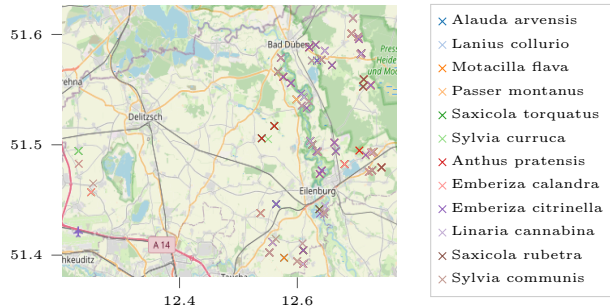 51.6
51.5
51.4
12.4
12.6
Bad Düben
Delitzsch
Eilenburg
A 14
Alauda arvensis
Lanius collurio
Motacilla flava
Passer montanus
Saxicola torquatus
Sylvia curruca
Anthus pratensis
Emberiza calandra
Emberiza citrinella
Linaria cannabina
Saxicola rubetra
Sylvia communis